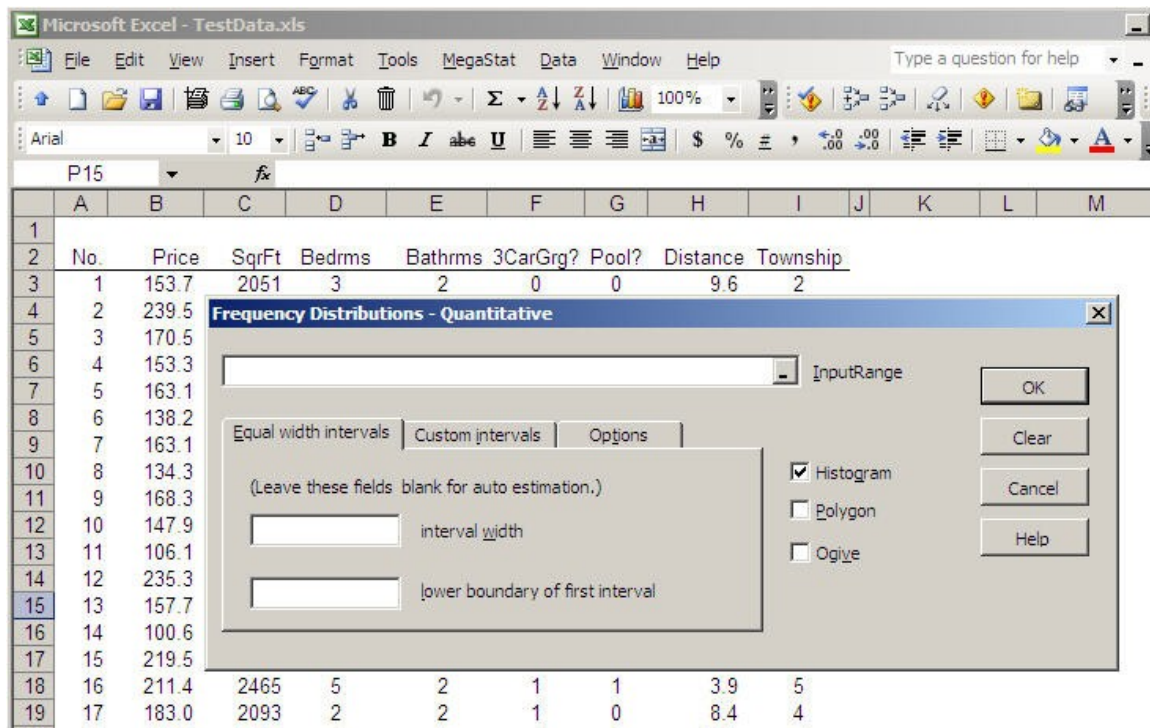 Microsoft Excel - TestData.xls
File Edit View Insert Format Tools MegaStat Data Window Help Type a question for help
100%
Arial 10 B I abc U $ % ,
P15 fx
A B C D E F G H I J K L M
1
2 No. Price SqrFt Bedrms Bathrms 3CarGrg? Pool? Distance Township
3 1 153.7 2051 3 2 0 0 9.6 2
4 2 239.5
5 3 170.5
6 4 153.3
7 5 163.1
8 6 138.2
9 7 163.1
10 8 134.3
11 9 168.3
12 10 147.9
13 11 106.1
14 12 235.3
15 13 157.7
16 14 100.6
17 15 219.5
18 16 211.4 2465 5 2 1 1 3.9 5
19 17 183.0 2093 2 2 1 0 8.4 4
Frequency Distributions - Quantitative
InputRange
Equal width intervals Custom intervals Options
(Leave these fields blank for auto estimation.)
interval width
lower boundary of first interval
Histogram
Polygon
Ogive
OK
Clear
Cancel
Help